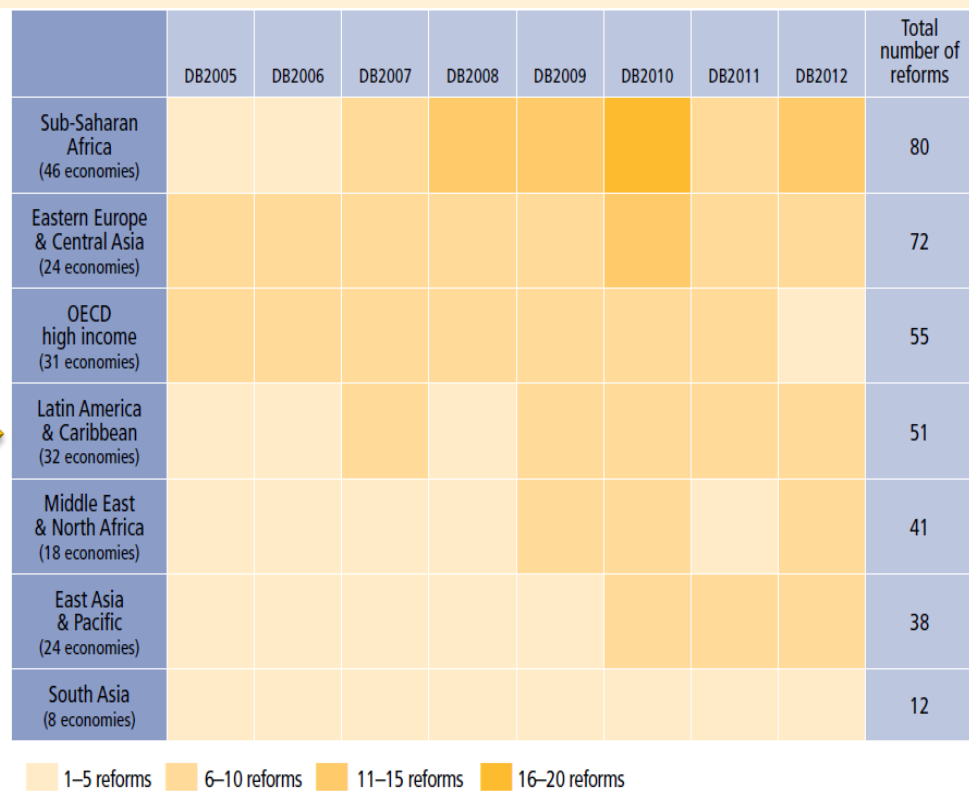 Total
number of
reforms
DB2005 DB2006 DB2007 DB2008 DB2009 DB2010 DB2011 DB2012
Sub-Saharan
Africa
(46 economies)
80
Eastern Europe
& Central Asia
(24 economies)
72
OECD
high income
(31 economies)
55
Latin America
& Caribbean
(32 economies)
51
Middle East
& North Africa
(18 economies)
41
East Asia
& Pacific
(24 economies)
38
South Asia
(8 economies)
12
1–5 reforms 6–10 reforms 11–15 reforms 16–20 reforms